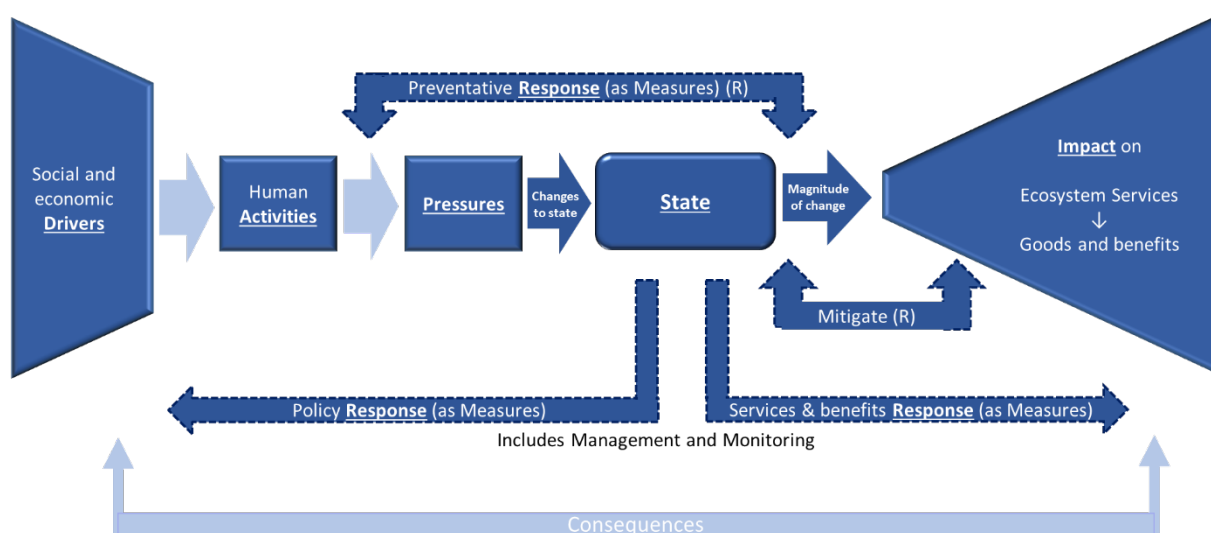 Preventative Response (as Measures) (R)
Social and
economic
Drivers
Human
Activities
Pressures
Changes
to state
State
Magnitude
of change
Impact on
Ecosystem Services
↓
Goods and benefits
Mitigate (R)
Policy Response (as Measures)
Services & benefits Response (as Measures)
Includes Management and Monitoring
Consequences